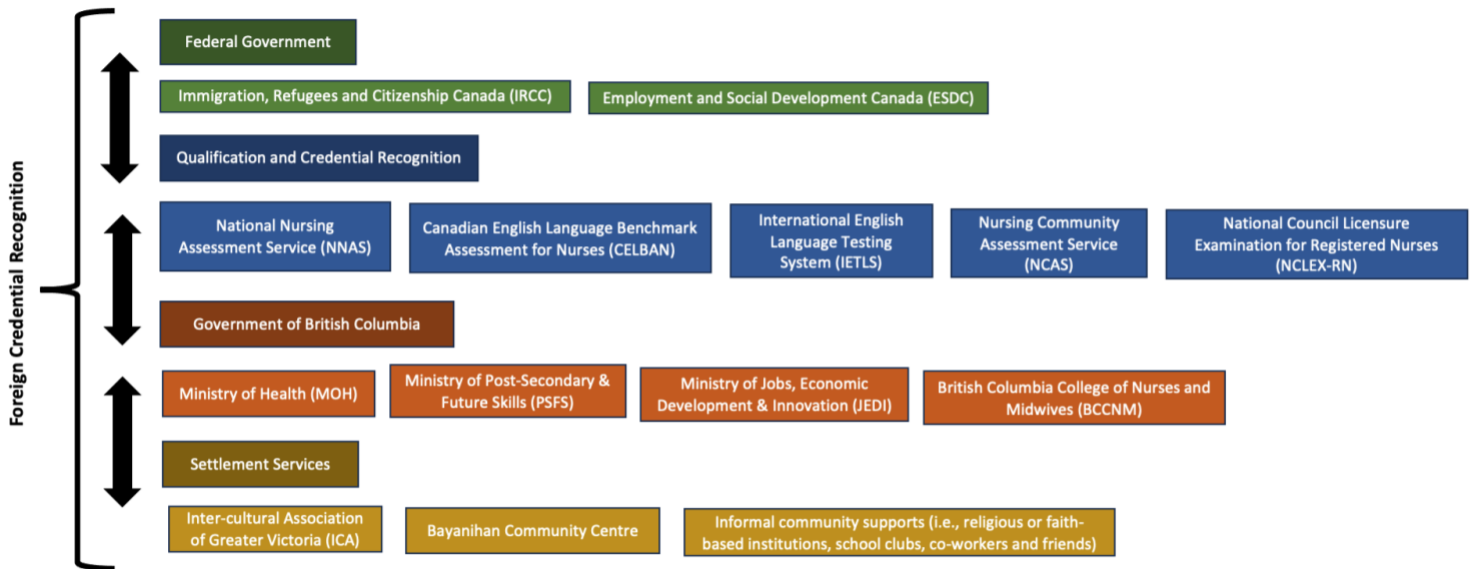 Foreign Credential Recognition
Federal Government
Immigration, Refugees and Citizenship Canada (IRCC)
Employment and Social Development Canada (ESDC)
Qualification and Credential Recognition
National Nursing
Assessment Service (NNAS)
Canadian English Language Benchmark
Assessment for Nurses (CELBAN)
International English
Language Testing
System (IETLS)
Nursing Community
Assessment Service
(NCAS)
National Council Licensure
Examination for Registered Nurses
(NCLEX-RN)
Government of British Columbia
Ministry of Health (MOH)
Ministry of Post-Secondary &
Future Skills (PSFS)
Ministry of Jobs, Economic
Development & Innovation (JEDI)
British Columbia College of Nurses and
Midwives (BCCNM)
Settlement Services
Inter-cultural Association
of Greater Victoria (ICA)
Bayanihan Community Centre
Informal community supports (i.e., religious or faith-
based institutions, school clubs, co-workers and friends)